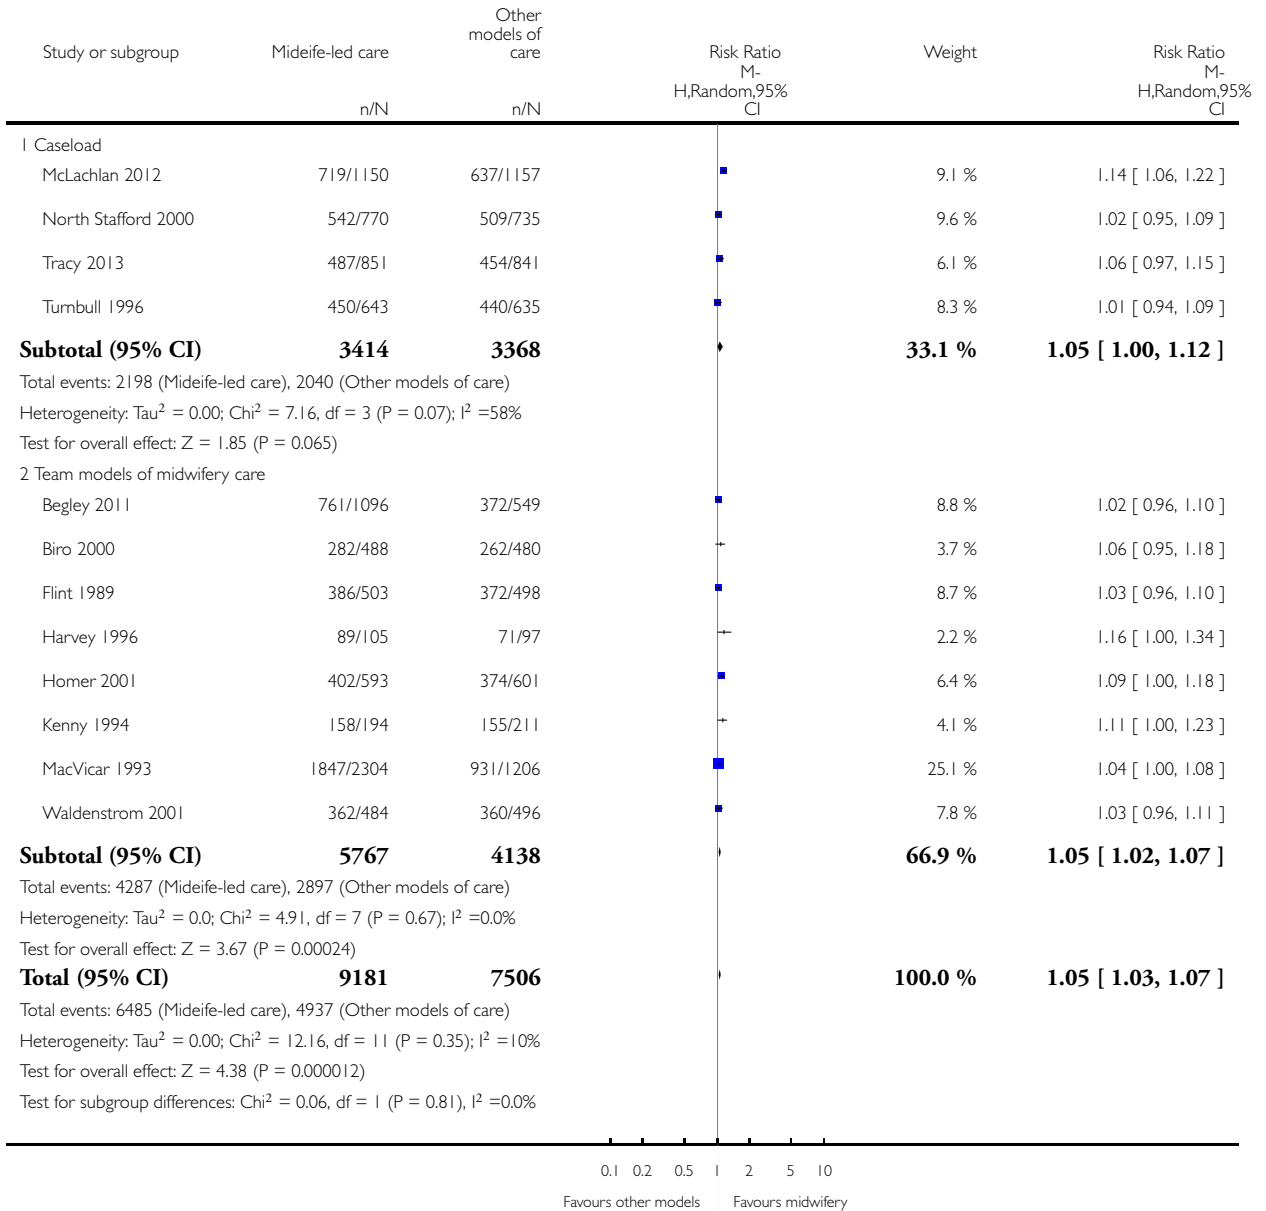 Study or subgroup Mideife-led care Other models of care Risk Ratio Weight Risk Ratio
M-H,Random,95% CI M-H,Random,95% CI
n/N n/N
1 Caseload
McLachlan 2012 719/1150 637/1157 9.1 % 1.14 [ 1.06, 1.22 ]
North Stafford 2000 542/770 509/735 9.6 % 1.02 [ 0.95, 1.09 ]
Tracy 2013 487/851 454/841 6.1 % 1.06 [ 0.97, 1.15 ]
Turnbull 1996 450/643 440/635 8.3 % 1.01 [ 0.94, 1.09 ]
Subtotal (95% CI) 3414 3368 33.1 % 1.05 [ 1.00, 1.12 ]
Total events: 2198 (Mideife-led care), 2040 (Other models of care)
Heterogeneity: Tau² = 0.00; Chi² = 7.16, df = 3 (P = 0.07); I² =58%
Test for overall effect: Z = 1.85 (P = 0.065)
2 Team models of midwifery care
Begley 2011 761/1096 372/549 8.8 % 1.02 [ 0.96, 1.10 ]
Biro 2000 282/488 262/480 3.7 % 1.06 [ 0.95, 1.18 ]
Flint 1989 386/503 372/498 8.7 % 1.03 [ 0.96, 1.10 ]
Harvey 1996 89/105 71/97 2.2 % 1.16 [ 1.00, 1.34 ]
Homer 2001 402/593 374/601 6.4 % 1.09 [ 1.00, 1.18 ]
Kenny 1994 158/194 155/211 4.1 % 1.11 [ 1.00, 1.23 ]
MacVicar 1993 1847/2304 931/1206 25.1 % 1.04 [ 1.00, 1.08 ]
Waldenstrom 2001 362/484 360/496 7.8 % 1.03 [ 0.96, 1.11 ]
Subtotal (95% CI) 5767 4138 66.9 % 1.05 [ 1.02, 1.07 ]
Total events: 4287 (Mideife-led care), 2897 (Other models of care)
Heterogeneity: Tau² = 0.0; Chi² = 4.91, df = 7 (P = 0.67); I² =0.0%
Test for overall effect: Z = 3.67 (P = 0.00024)
Total (95% CI) 9181 7506 100.0 % 1.05 [ 1.03, 1.07 ]
Total events: 6485 (Mideife-led care), 4937 (Other models of care)
Heterogeneity: Tau² = 0.00; Chi² = 12.16, df = 11 (P = 0.35); I² =10%
Test for overall effect: Z = 4.38 (P = 0.000012)
Test for subgroup differences: Chi² = 0.06, df = 1 (P = 0.81), I² =0.0%
0.1 0.2 0.5 1 2 5 10
Favours other models Favours midwifery